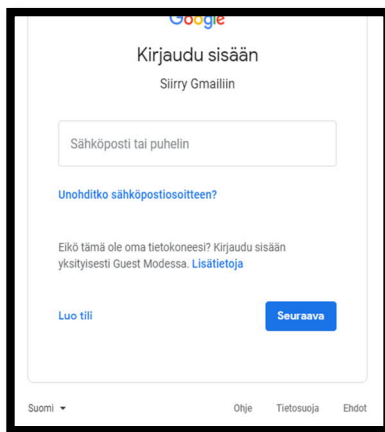 Google
Kirjaudu sisään
Siirry Gmailiin
Sähköposti tai puhelin
Unohditko sähköpostiosoitteen?
Eikö tämä ole oma tietokoneesi? Kirjaudu sisään
yksityisesti Guest Modessa. Lisätietoja
Luo tili Seuraava
Suomi Ohje Tietosuoja Ehdot